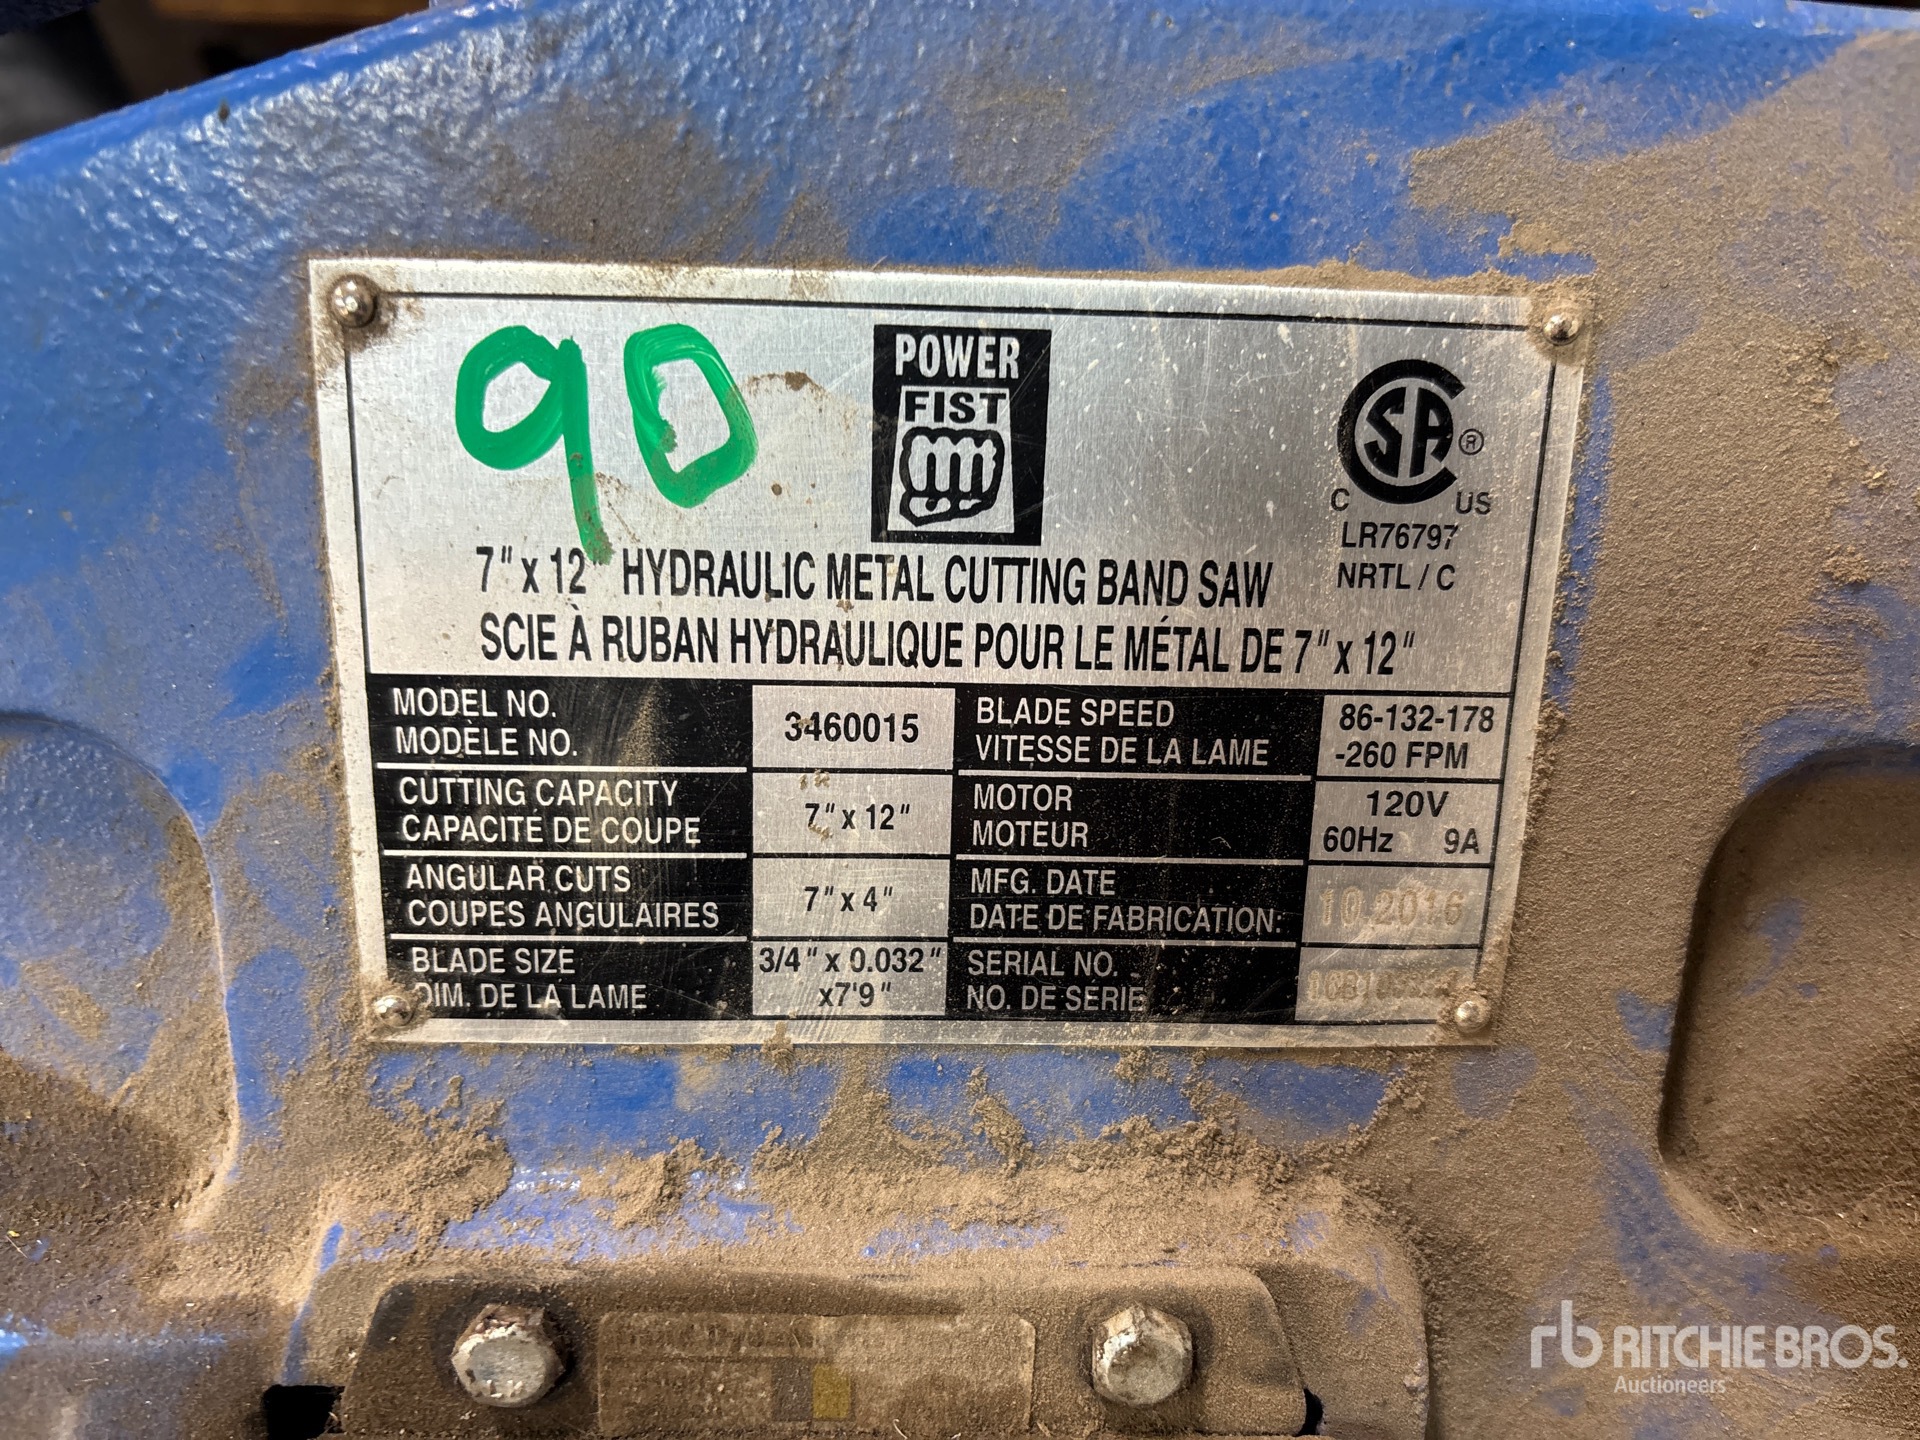 90
POWER
FIST
CSA ®
C US
LR76797
NRTL / C
7" x 12" HYDRAULIC METAL CUTTING BAND SAW
SCIE À RUBAN HYDRAULIQUE POUR LE MÉTAL DE 7" x 12"
MODEL NO. 3460015 BLADE SPEED 86-132-178
MODÈLE NO. VITESSE DE LA LAME -260 FPM
CUTTING CAPACITY 7" x 12" MOTOR 120V
CAPACITÉ DE COUPE MOTEUR 60Hz 9A
ANGULAR CUTS 7" x 4" MFG. DATE
COUPES ANGULAIRES DATE DE FABRICATION: 10.2016
BLADE SIZE 3/4" x 0.032" SERIAL NO.
DIM. DE LA LAME x7'9" NO. DE SÉRIE
rb RITCHIE BROS.
Auctioneers